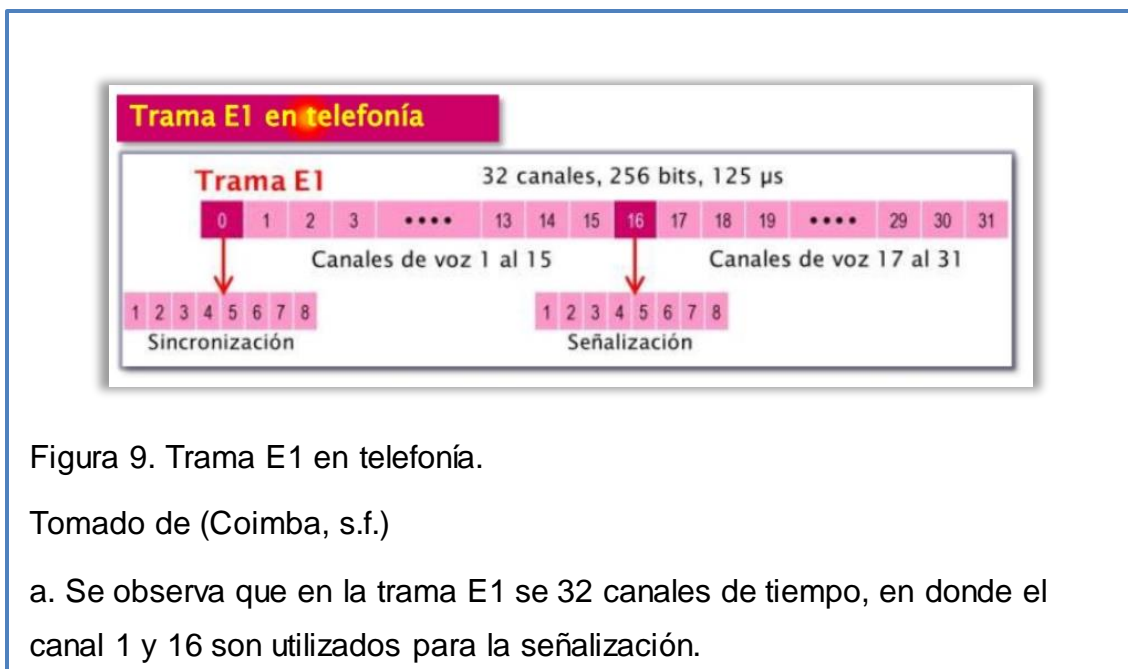 Trama E1 en telefonía
Trama E1 32 canales, 256 bits, 125 μs
0 1 2 3 •••• 13 14 15 16 17 18 19 •••• 29 30 31
Canales de voz 1 al 15 Canales de voz 17 al 31
1 2 3 4 5 6 7 8 1 2 3 4 5 6 7 8
Sincronización Señalización
Figura 9. Trama E1 en telefonía.
Tomado de (Coimba, s.f.)
a. Se observa que en la trama E1 se 32 canales de tiempo, en donde el
canal 1 y 16 son utilizados para la señalización.